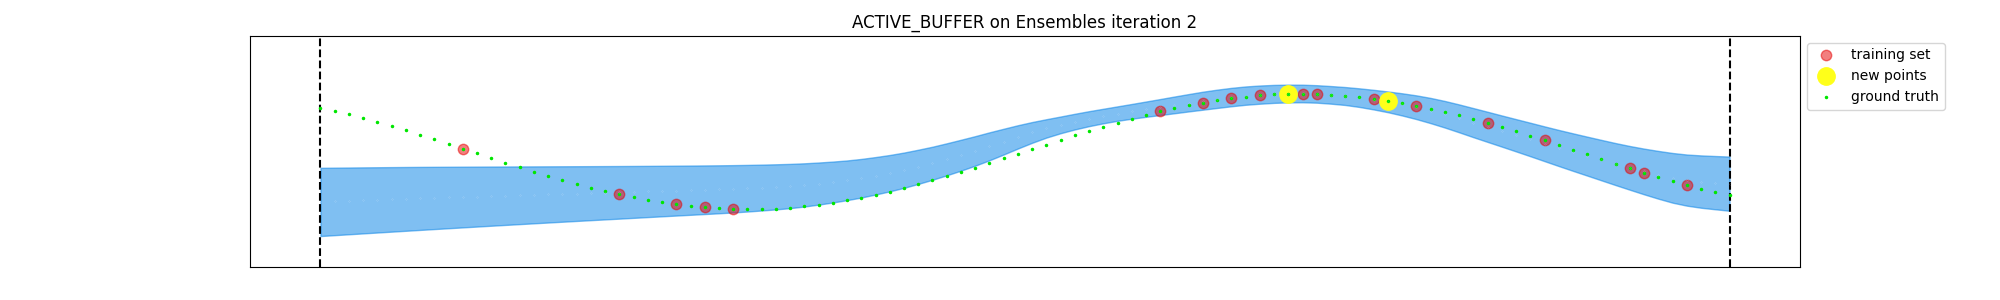 ACTIVE_BUFFER on Ensembles iteration 2
training set
new points
ground truth